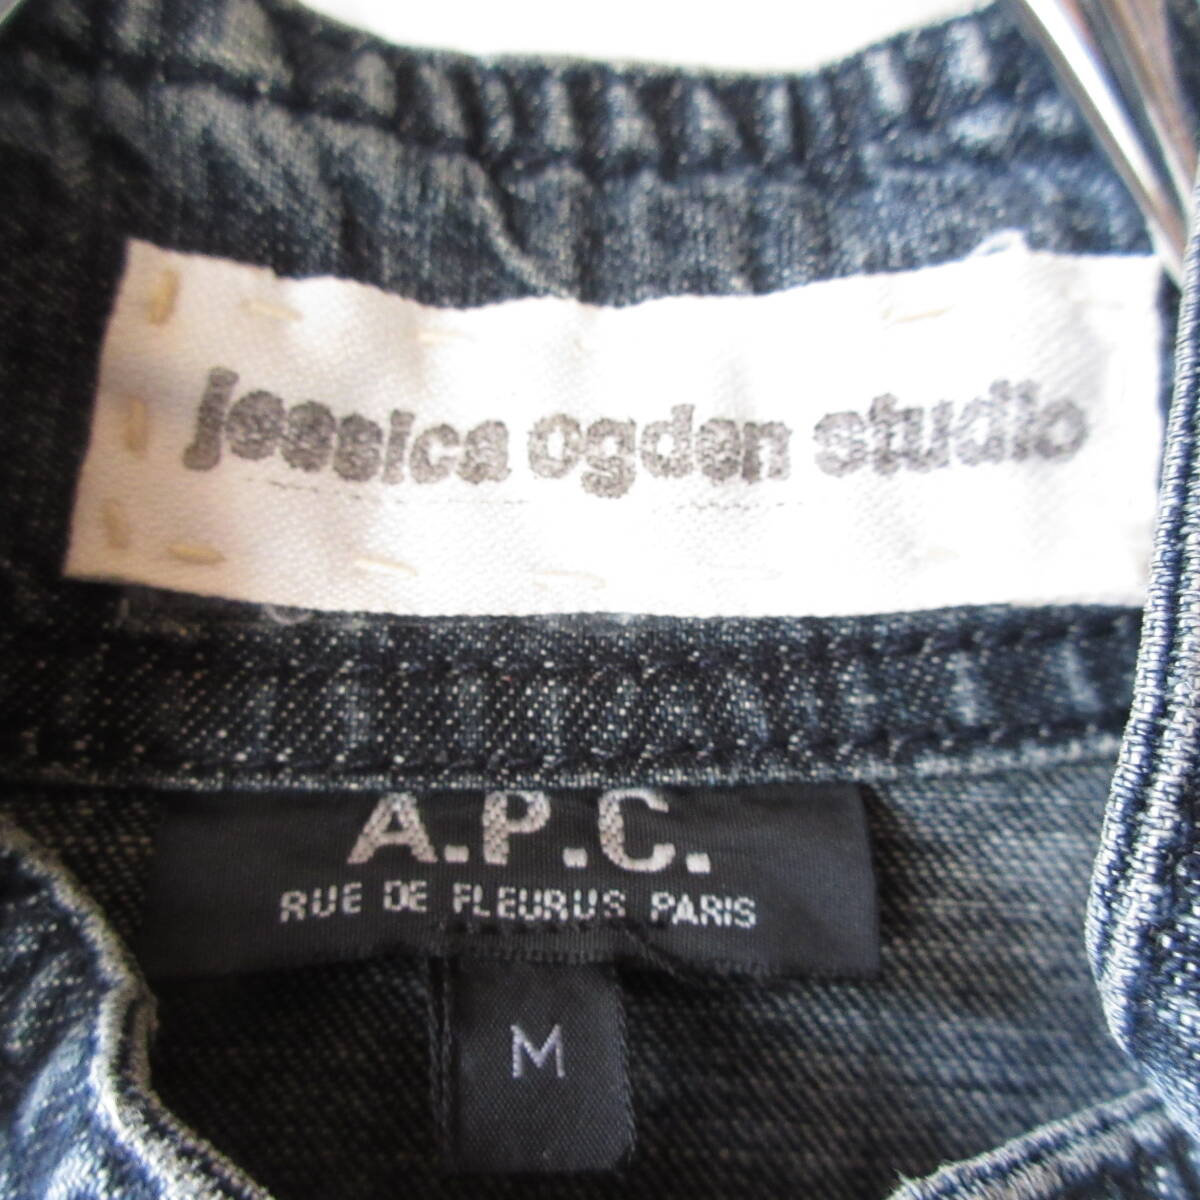 jessica ogden studio
A.P.C.
RUE DE FLEURUS PARIS
M